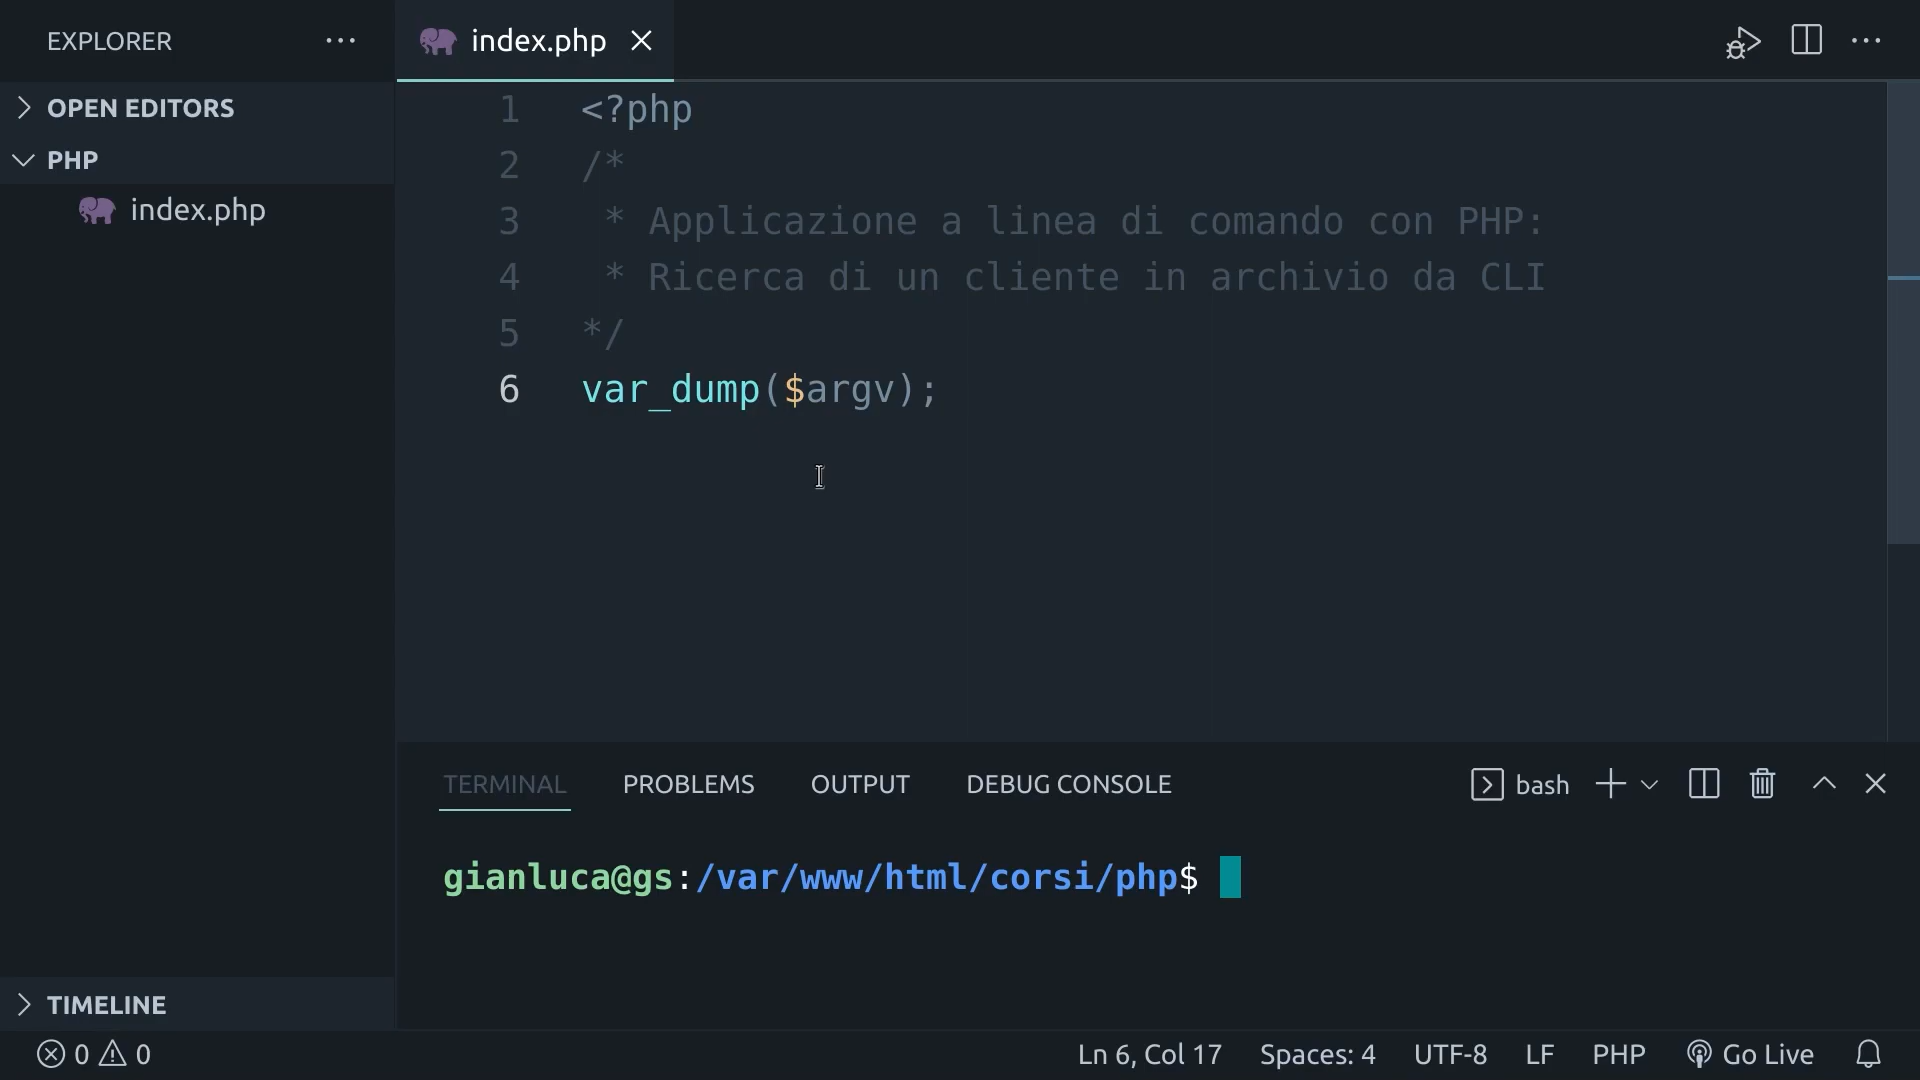 EXPLORER
index.php
OPEN EDITORS
PHP
index.php
TIMELINE
1 <?php
2 /*
3 * Applicazione a linea di comando con PHP:
4 * Ricerca di un cliente in archivio da CLI
5 */
6 var_dump($argv);
TERMINAL PROBLEMS OUTPUT DEBUG CONSOLE bash
gianluca@gs:/var/www/html/corsi/php$
0 0 Ln 6, Col 17 Spaces: 4 UTF-8 LF PHP Go Live